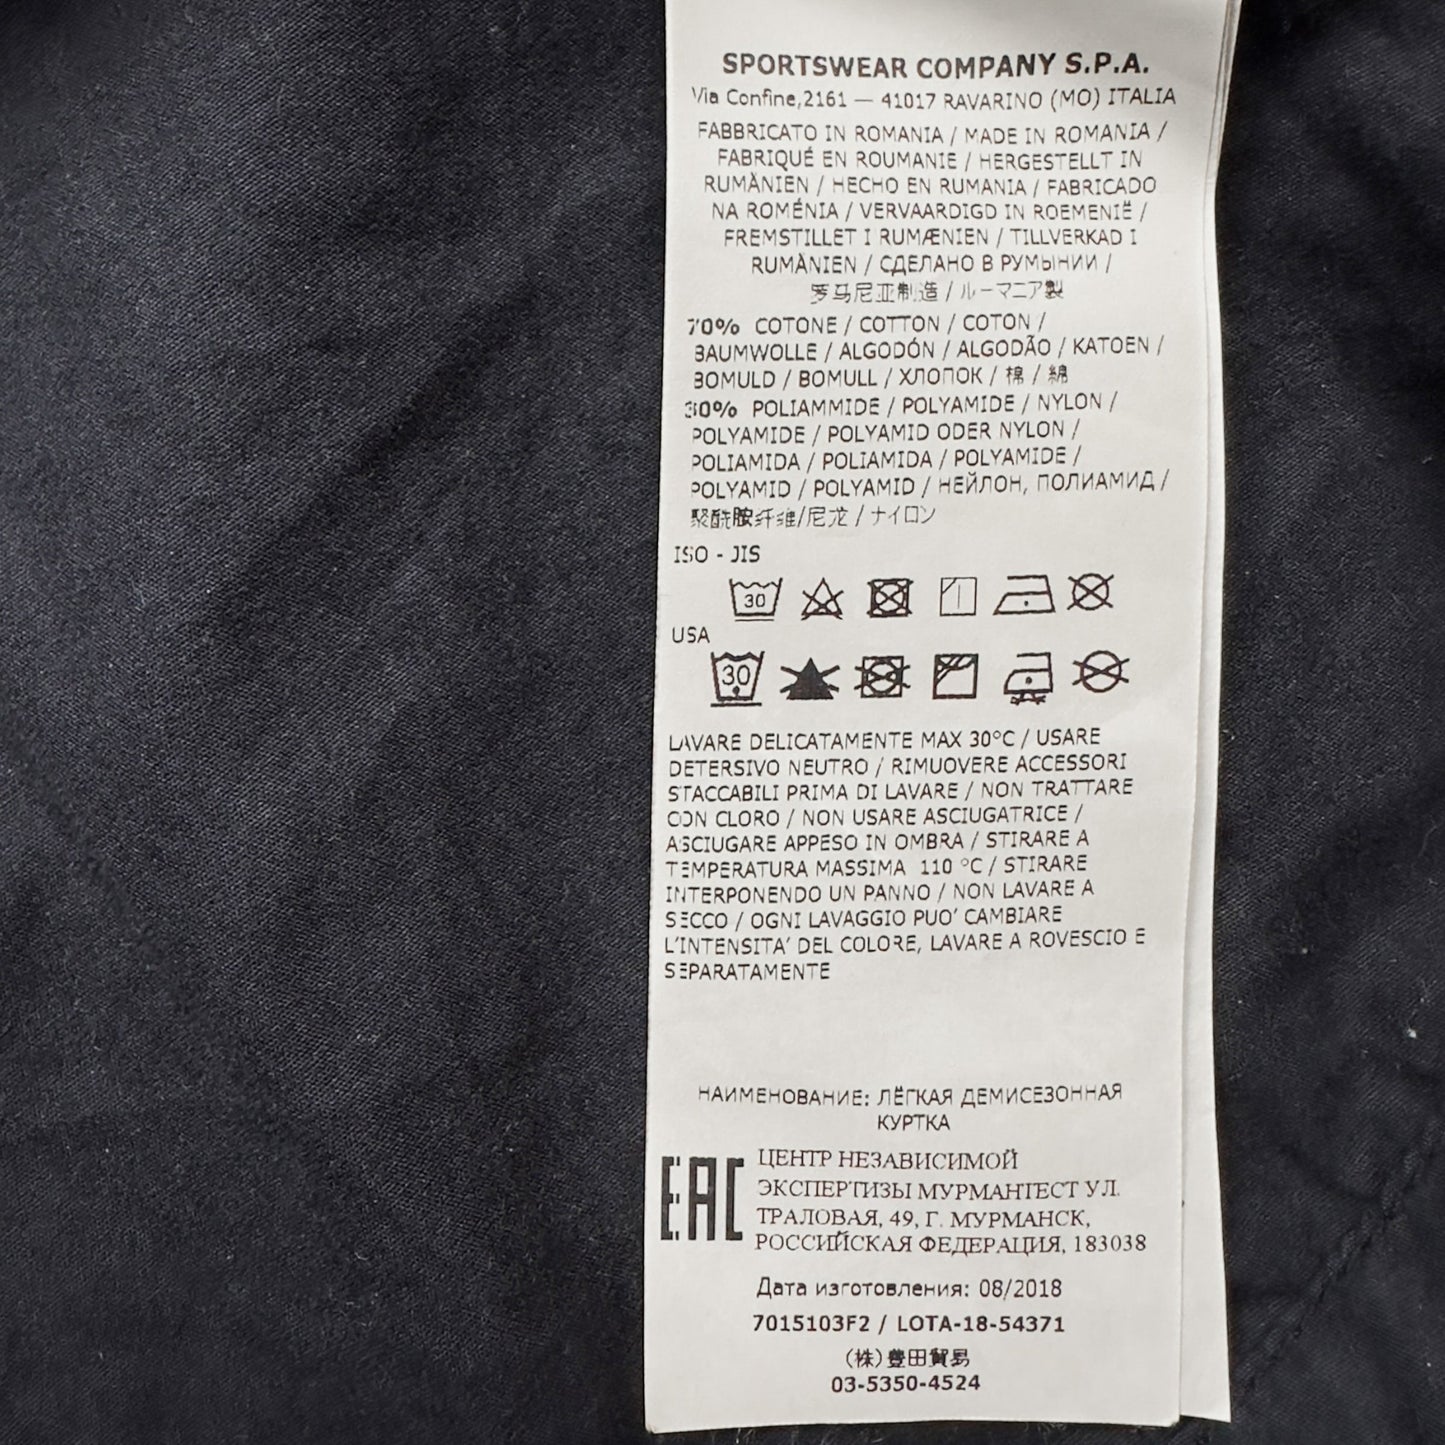 SPORTSWEAR COMPANY S.P.A.
Via Confine,2161 — 41017 RAVARINO (MO) ITALIA
FABBRICATO IN ROMANIA / MADE IN ROMANIA /
FABRIQUÉ EN ROUMANIE / HERGESTELLT IN
RUMÄNIEN / HECHO EN RUMANIA / FABRICADO
NA ROMÉNIA / VERVAARDIGD IN ROEMENIË /
FREMSTILLET I RUMÆNIEN / TILLVERKAD I
RUMÄNIEN / СДЕЛАНО В РУМЫНИИ /
罗马尼亚制造 / ルーマニア製
70% COTONE / COTTON / COTON /
BAUMWOLLE / ALGODÓN / ALGODÃO / KATOEN /
BOMULD / BOMULL / ХЛОПОК / 棉 / 綿
30% POLIAMMIDE / POLYAMIDE / NYLON /
POLYAMIDE / POLYAMID ODER NYLON /
POLIAMIDA / POLIAMIDA / POLYAMIDE /
POLYAMID / POLYAMID / НЕЙЛОН, ПОЛИАМИД /
聚酰胺纤维/尼龙 / ナイロン
ISO - JIS
30
USA
30
LAVARE DELICATAMENTE MAX 30°C / USARE
DETERSIVO NEUTRO / RIMUOVERE ACCESSORI
STACCABILI PRIMA DI LAVARE / NON TRATTARE
CON CLORO / NON USARE ASCIUGATRICE /
ASCIUGARE APPESO IN OMBRA / STIRARE A
TEMPERATURA MASSIMA 110 °C / STIRARE
INTERPONENDO UN PANNO / NON LAVARE A
SECCO / OGNI LAVAGGIO PUO' CAMBIARE
L'INTENSITA' DEL COLORE, LAVARE A ROVESCIO E
SEPARATAMENTE
НАИМЕНОВАНИЕ: ЛЁГКАЯ ДЕМИСЕЗОННАЯ
КУРТКА
EAC
ЦЕНТР НЕЗАВИСИМОЙ
ЭКСПЕРТИЗЫ МУРМАНТЕСТ УЛ.
ТРАЛОВАЯ, 49, Г. МУРМАНСК,
РОССИЙСКАЯ ФЕДЕРАЦИЯ, 183038
Дата изготовления: 08/2018
7015103F2 / LOTA-18-54371
(株)豊田貿易
03-5350-4524